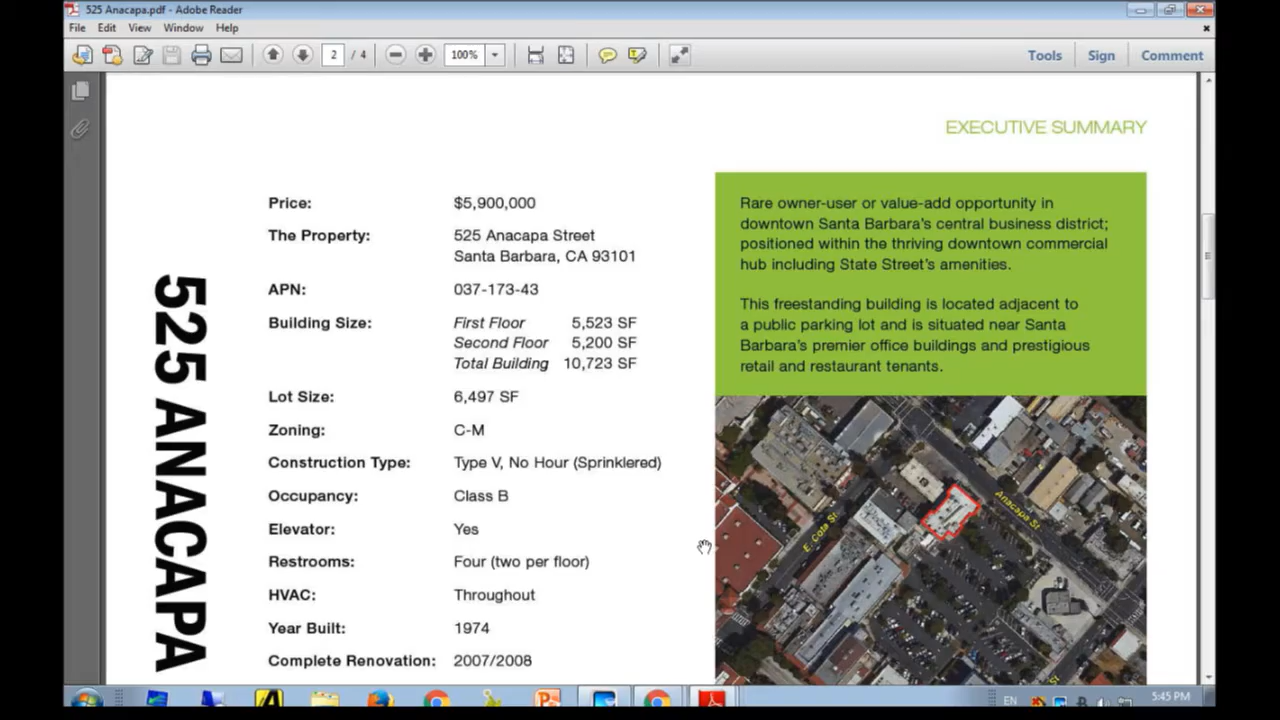 525 Anacapa.pdf - Adobe Reader
File Edit View Window Help
2 / 4 100% Tools Sign Comment
EXECUTIVE SUMMARY
525 ANACAPA
Price: $5,900,000
The Property: 525 Anacapa Street
Santa Barbara, CA 93101
APN: 037-173-43
Building Size: First Floor 5,523 SF
Second Floor 5,200 SF
Total Building 10,723 SF
Lot Size: 6,497 SF
Zoning: C-M
Construction Type: Type V, No Hour (Sprinklered)
Occupancy: Class B
Elevator: Yes
Restrooms: Four (two per floor)
HVAC: Throughout
Year Built: 1974
Complete Renovation: 2007/2008
Rare owner-user or value-add opportunity in
downtown Santa Barbara's central business district;
positioned within the thriving downtown commercial
hub including State Street's amenities.
This freestanding building is located adjacent to
a public parking lot and is situated near Santa
Barbara's premier office buildings and prestigious
retail and restaurant tenants.
Anacapa St
E. Cota St
St
EN 5:45 PM